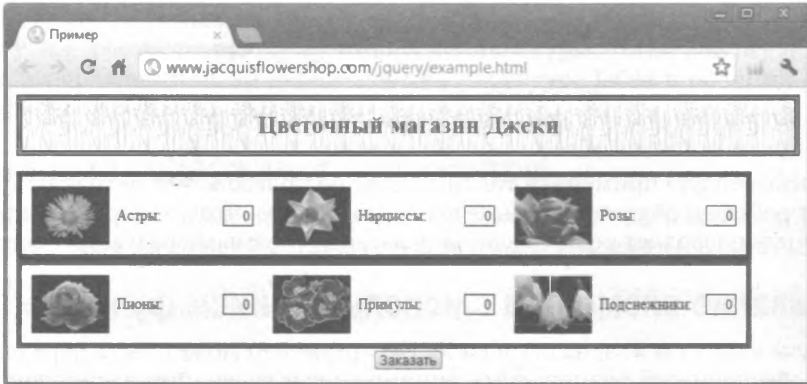 Пример
www.jacquisflowershop.com/jquery/example.html
Цветочный магазин Джеки
Астры: 0 Нарциссы: 0 Розы: 0
Пионы: 0 Примулы: 0 Подснежники: 0
Заказать